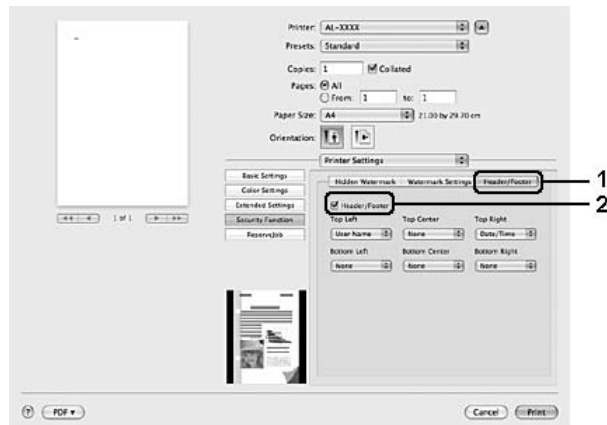 Printer: AL-XXXX
Presets: Standard
Copies: 1 Collated
Pages: All
From: 1 to: 1
Paper Size: A4 21.00 by 29.70 cm
Orientation:
Printer Settings
Basic Settings
Color Settings
Extended Settings
Security Function
ReserveJob
Hidden Watermark Watermark Settings Header/Footer 1
Header/Footer 2
Top Left Top Center Top Right
User Name None Date/Time
Bottom Left Bottom Center Bottom Right
None None None
1 of 1
? PDF Cancel Print